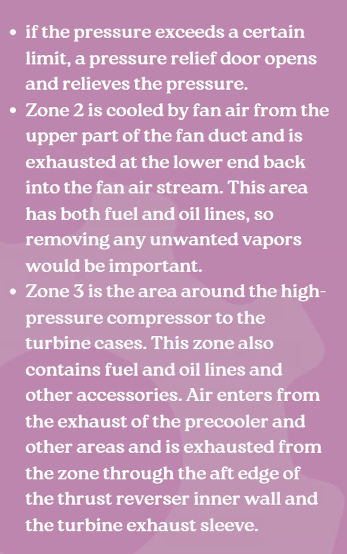 • if the pressure exceeds a certain
limit, a pressure relief door opens
and relieves the pressure.
• Zone 2 is cooled by fan air from the
upper part of the fan duct and is
exhausted at the lower end back
into the fan air stream. This area
has both fuel and oil lines, so
removing any unwanted vapors
would be important.
• Zone 3 is the area around the high-
pressure compressor to the
turbine cases. This zone also
contains fuel and oil lines and
other accessories. Air enters from
the exhaust of the precooler and
other areas and is exhausted from
the zone through the aft edge of
the thrust reverser inner wall and
the turbine exhaust sleeve.